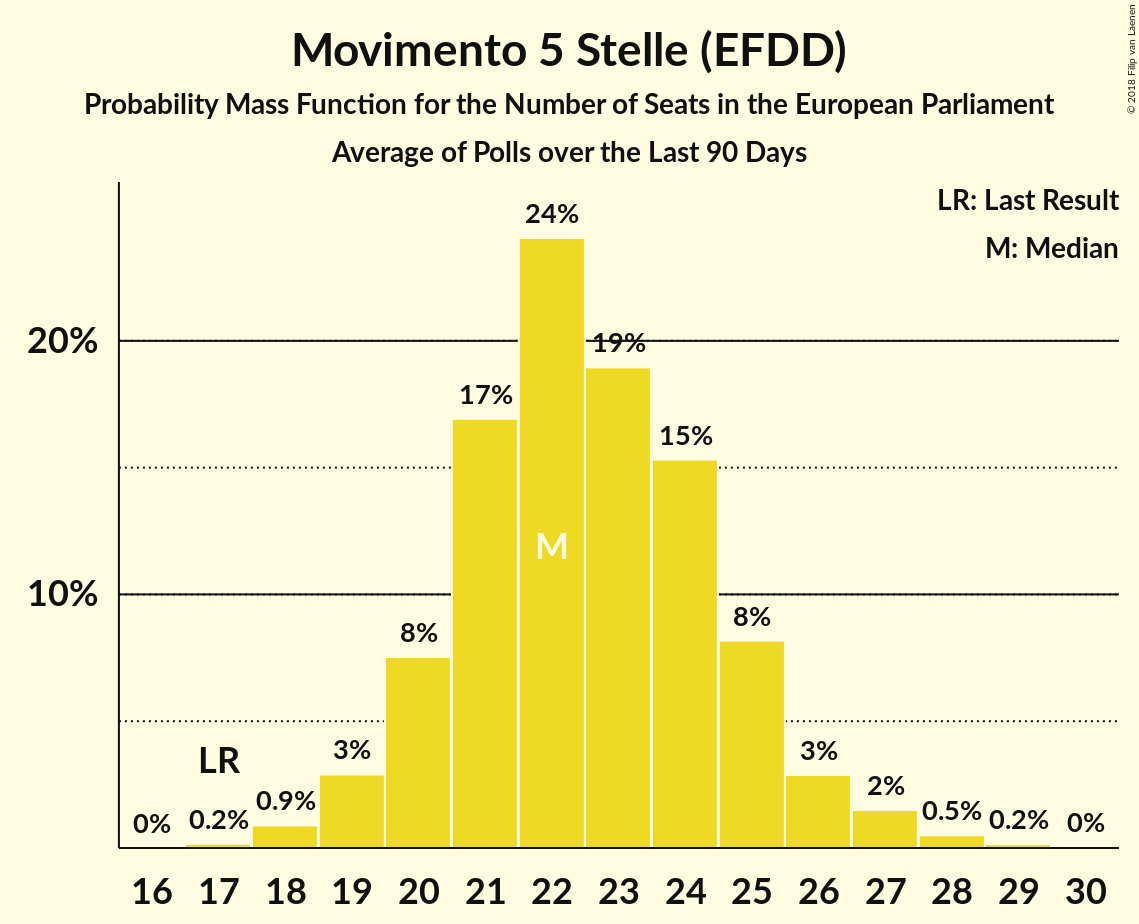 Movimento 5 Stelle (EFDD)
Probability Mass Function for the Number of Seats in the European Parliament
Average of Polls over the Last 90 Days
© 2018 Filip van Laenen
LR: Last Result
M: Median
24%
20%
19%
17%
15%
M
10%
8%
8%
LR
3%
3%
2%
0%
0.2%
0.9%
0.5%
0.2%
0%
16 17 18 19 20 21 22 23 24 25 26 27 28 29 30